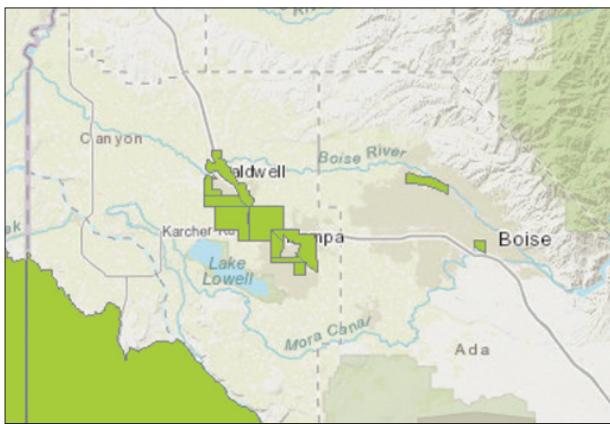 Canyon
Boise River
aldwell
Karcher
mpa
Boise
Lake
Lowell
Mora Canal
Ada